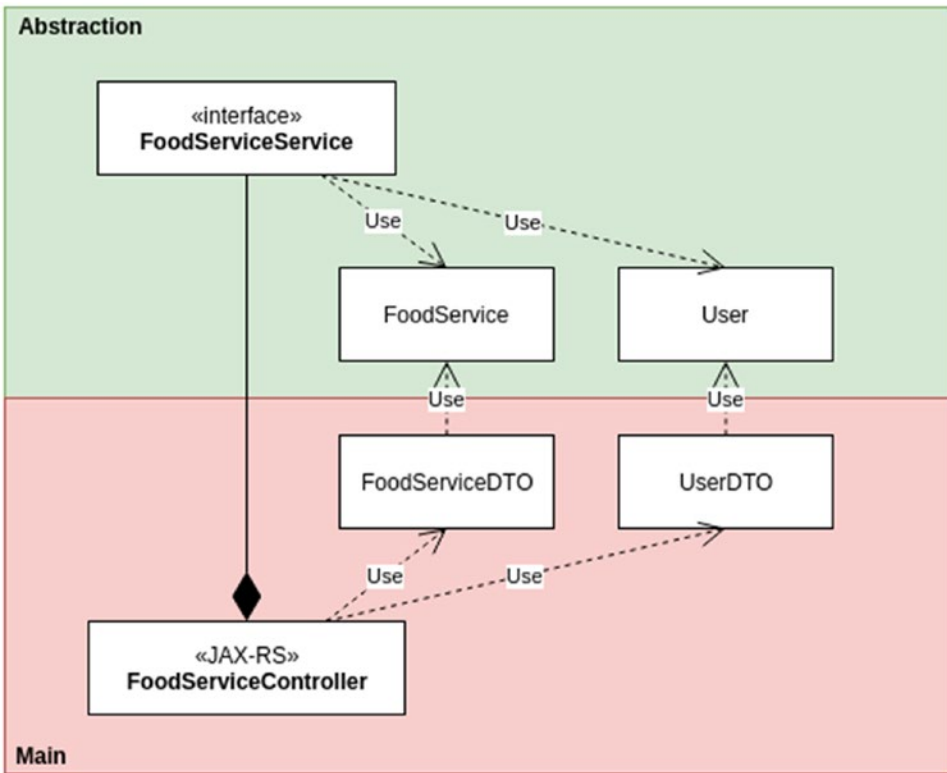 Abstraction
«interface»
FoodServiceService
Use
Use
FoodService
User
Use
Use
FoodServiceDTO
UserDTO
Use
Use
«JAX-RS»
FoodServiceController
Main